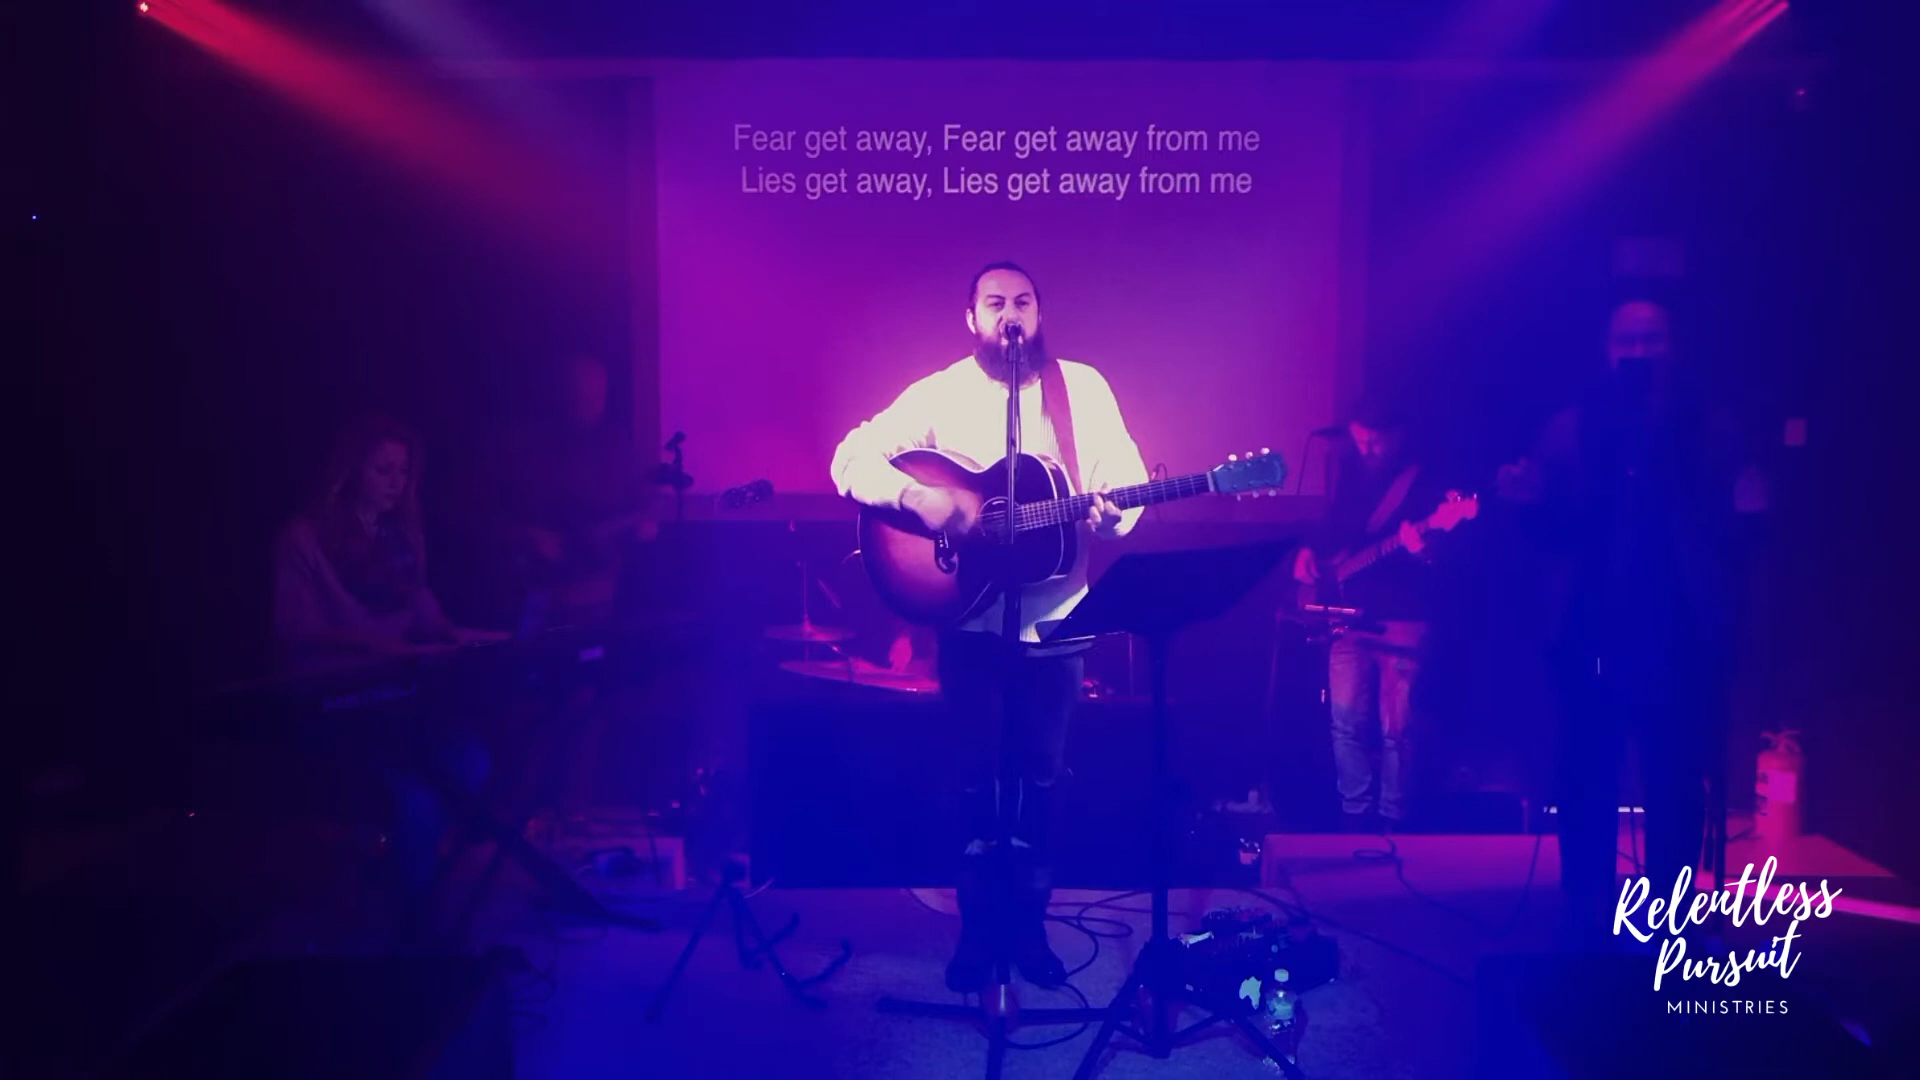 Fear get away, Fear get away from me
Lies get away, Lies get away from me
Relentless
Pursuit
MINISTRIES